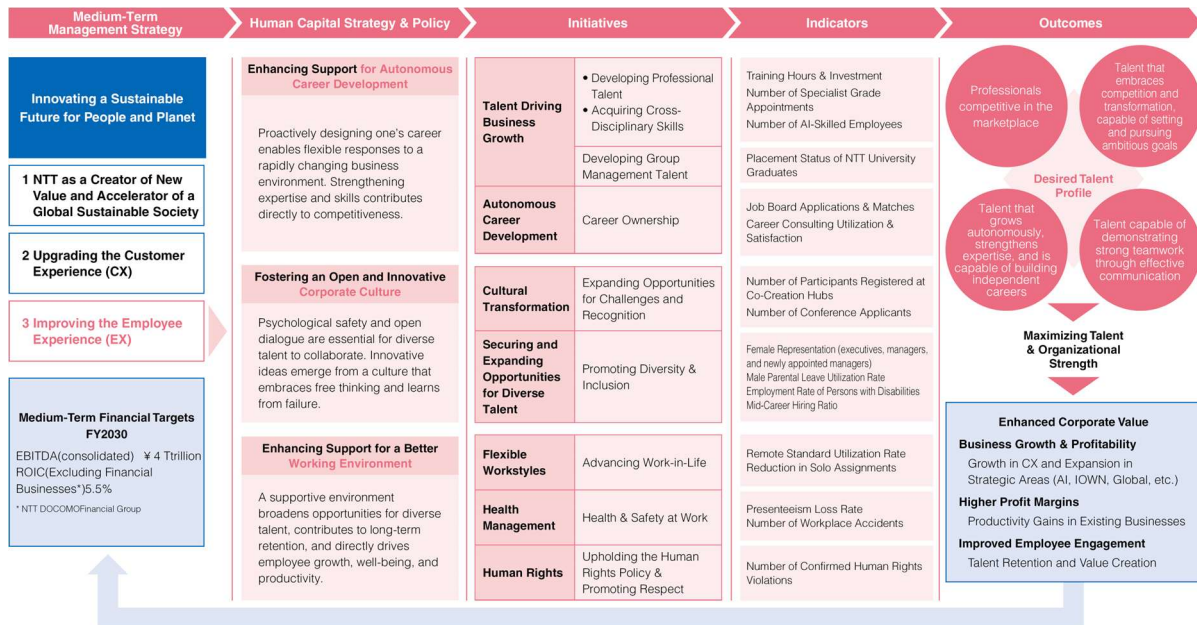 Medium-Term
Management Strategy
Human Capital Strategy & Policy
Initiatives
Indicators
Outcomes
Innovating a Sustainable
Future for People and Planet
1 NTT as a Creator of New
Value and Accelerator of a
Global Sustainable Society
2 Upgrading the Customer
Experience (CX)
3 Improving the Employee
Experience (EX)
Medium-Term Financial Targets
FY2030
EBITDA(consolidated) ¥ 4 Ttrillion
ROIC(Excluding Financial
Businesses*)5.5%
* NTT DOCOMOFinancial Group
Enhancing Support for Autonomous
Career Development
Proactively designing one's career
enables flexible responses to a
rapidly changing business
environment. Strengthening
expertise and skills contributes
directly to competitiveness.
Fostering an Open and Innovative
Corporate Culture
Psychological safety and open
dialogue are essential for diverse
talent to collaborate. Innovative
ideas emerge from a culture that
embraces free thinking and learns
from failure.
Enhancing Support for a Better
Working Environment
A supportive environment
broadens opportunities for diverse
talent, contributes to long-term
retention, and directly drives
employee growth, well-being, and
productivity.
Talent Driving
Business
Growth
• Developing Professional
Talent
• Acquiring Cross-
Disciplinary Skills
Developing Group
Management Talent
Autonomous
Career
Development
Career Ownership
Cultural
Transformation
Expanding Opportunities
for Challenges and
Recognition
Securing and
Expanding
Opportunities
for Diverse
Talent
Promoting Diversity &
Inclusion
Flexible
Workstyles
Advancing Work-in-Life
Health
Management
Health & Safety at Work
Human Rights
Upholding the Human
Rights Policy &
Promoting Respect
Training Hours & Investment
Number of Specialist Grade
Appointments
Number of AI-Skilled Employees
Placement Status of NTT University
Graduates
Job Board Applications & Matches
Career Consulting Utilization &
Satisfaction
Number of Participants Registered at
Co-Creation Hubs
Number of Conference Applicants
Female Representation (executives, managers,
and newly appointed managers)
Male Parental Leave Utilization Rate
Employment Rate of Persons with Disabilities
Mid-Career Hiring Ratio
Remote Standard Utilization Rate
Reduction in Solo Assignments
Presenteeism Loss Rate
Number of Workplace Accidents
Number of Confirmed Human Rights
Violations
Professionals
competitive in the
marketplace
Talent that
embraces
competition and
transformation,
capable of setting
and pursuing
ambitious goals
Desired Talent
Profile
Talent that
grows
autonomously,
strengthens
expertise, and is
capable of building
independent
careers
Talent capable of
demonstrating
strong teamwork
through effective
communication
Maximizing Talent
& Organizational
Strength
Enhanced Corporate Value
Business Growth & Profitability
Growth in CX and Expansion in
Strategic Areas (AI, IOWN, Global, etc.)
Higher Profit Margins
Productivity Gains in Existing Businesses
Improved Employee Engagement
Talent Retention and Value Creation